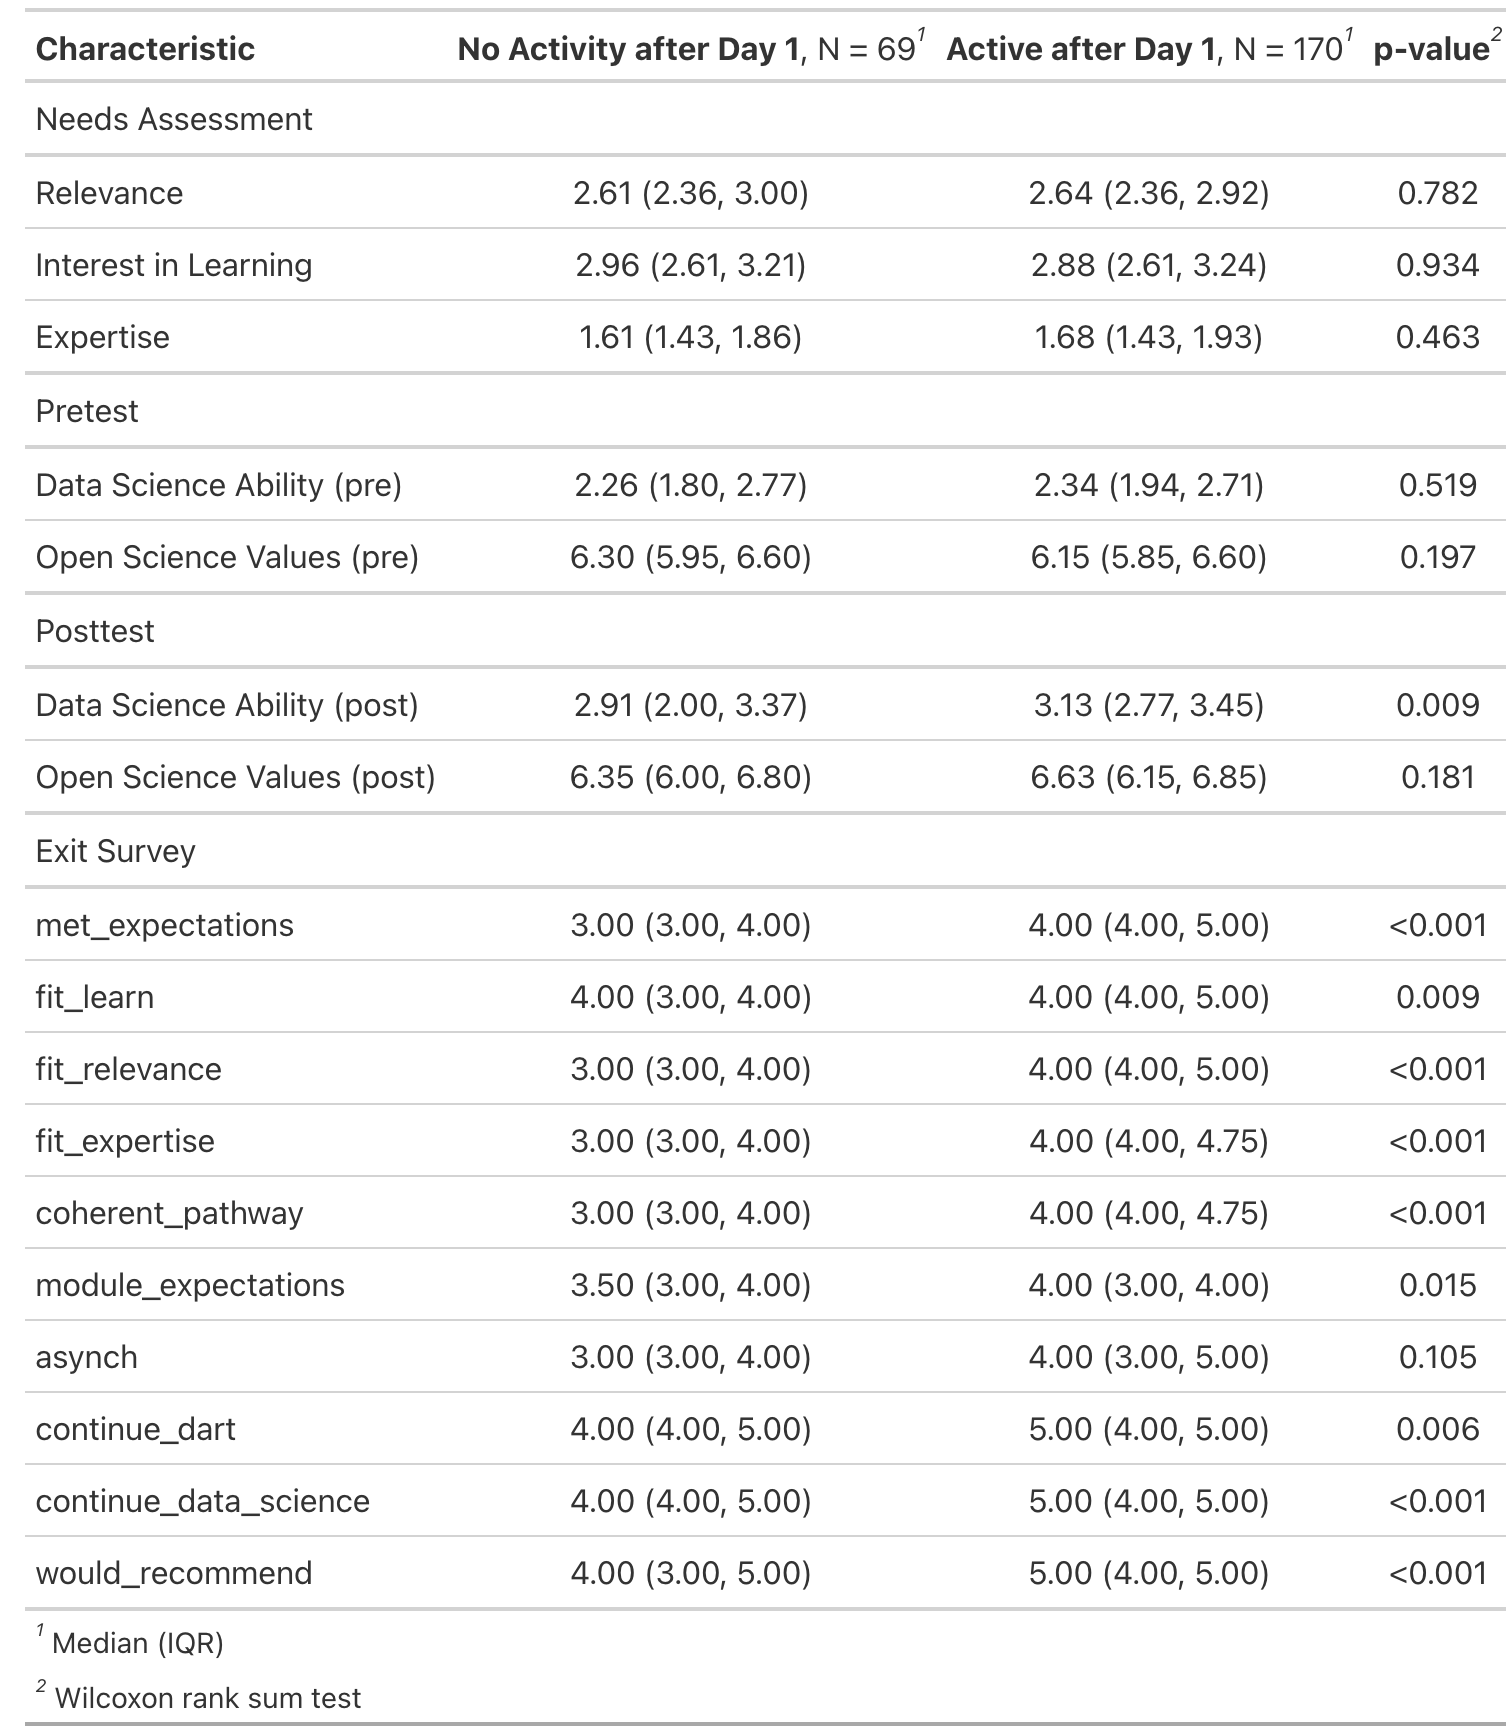 Characteristic No Activity after Day 1, N = 69¹ Active after Day 1, N = 170¹ p-value²
Needs Assessment
Relevance 2.61 (2.36, 3.00) 2.64 (2.36, 2.92) 0.782
Interest in Learning 2.96 (2.61, 3.21) 2.88 (2.61, 3.24) 0.934
Expertise 1.61 (1.43, 1.86) 1.68 (1.43, 1.93) 0.463
Pretest
Data Science Ability (pre) 2.26 (1.80, 2.77) 2.34 (1.94, 2.71) 0.519
Open Science Values (pre) 6.30 (5.95, 6.60) 6.15 (5.85, 6.60) 0.197
Posttest
Data Science Ability (post) 2.91 (2.00, 3.37) 3.13 (2.77, 3.45) 0.009
Open Science Values (post) 6.35 (6.00, 6.80) 6.63 (6.15, 6.85) 0.181
Exit Survey
met_expectations 3.00 (3.00, 4.00) 4.00 (4.00, 5.00) <0.001
fit_learn 4.00 (3.00, 4.00) 4.00 (4.00, 5.00) 0.009
fit_relevance 3.00 (3.00, 4.00) 4.00 (4.00, 5.00) <0.001
fit_expertise 3.00 (3.00, 4.00) 4.00 (4.00, 4.75) <0.001
coherent_pathway 3.00 (3.00, 4.00) 4.00 (4.00, 4.75) <0.001
module_expectations 3.50 (3.00, 4.00) 4.00 (3.00, 4.00) 0.015
asynch 3.00 (3.00, 4.00) 4.00 (3.00, 5.00) 0.105
continue_dart 4.00 (4.00, 5.00) 5.00 (4.00, 5.00) 0.006
continue_data_science 4.00 (4.00, 5.00) 5.00 (4.00, 5.00) <0.001
would_recommend 4.00 (3.00, 5.00) 5.00 (4.00, 5.00) <0.001
¹ Median (IQR)
² Wilcoxon rank sum test